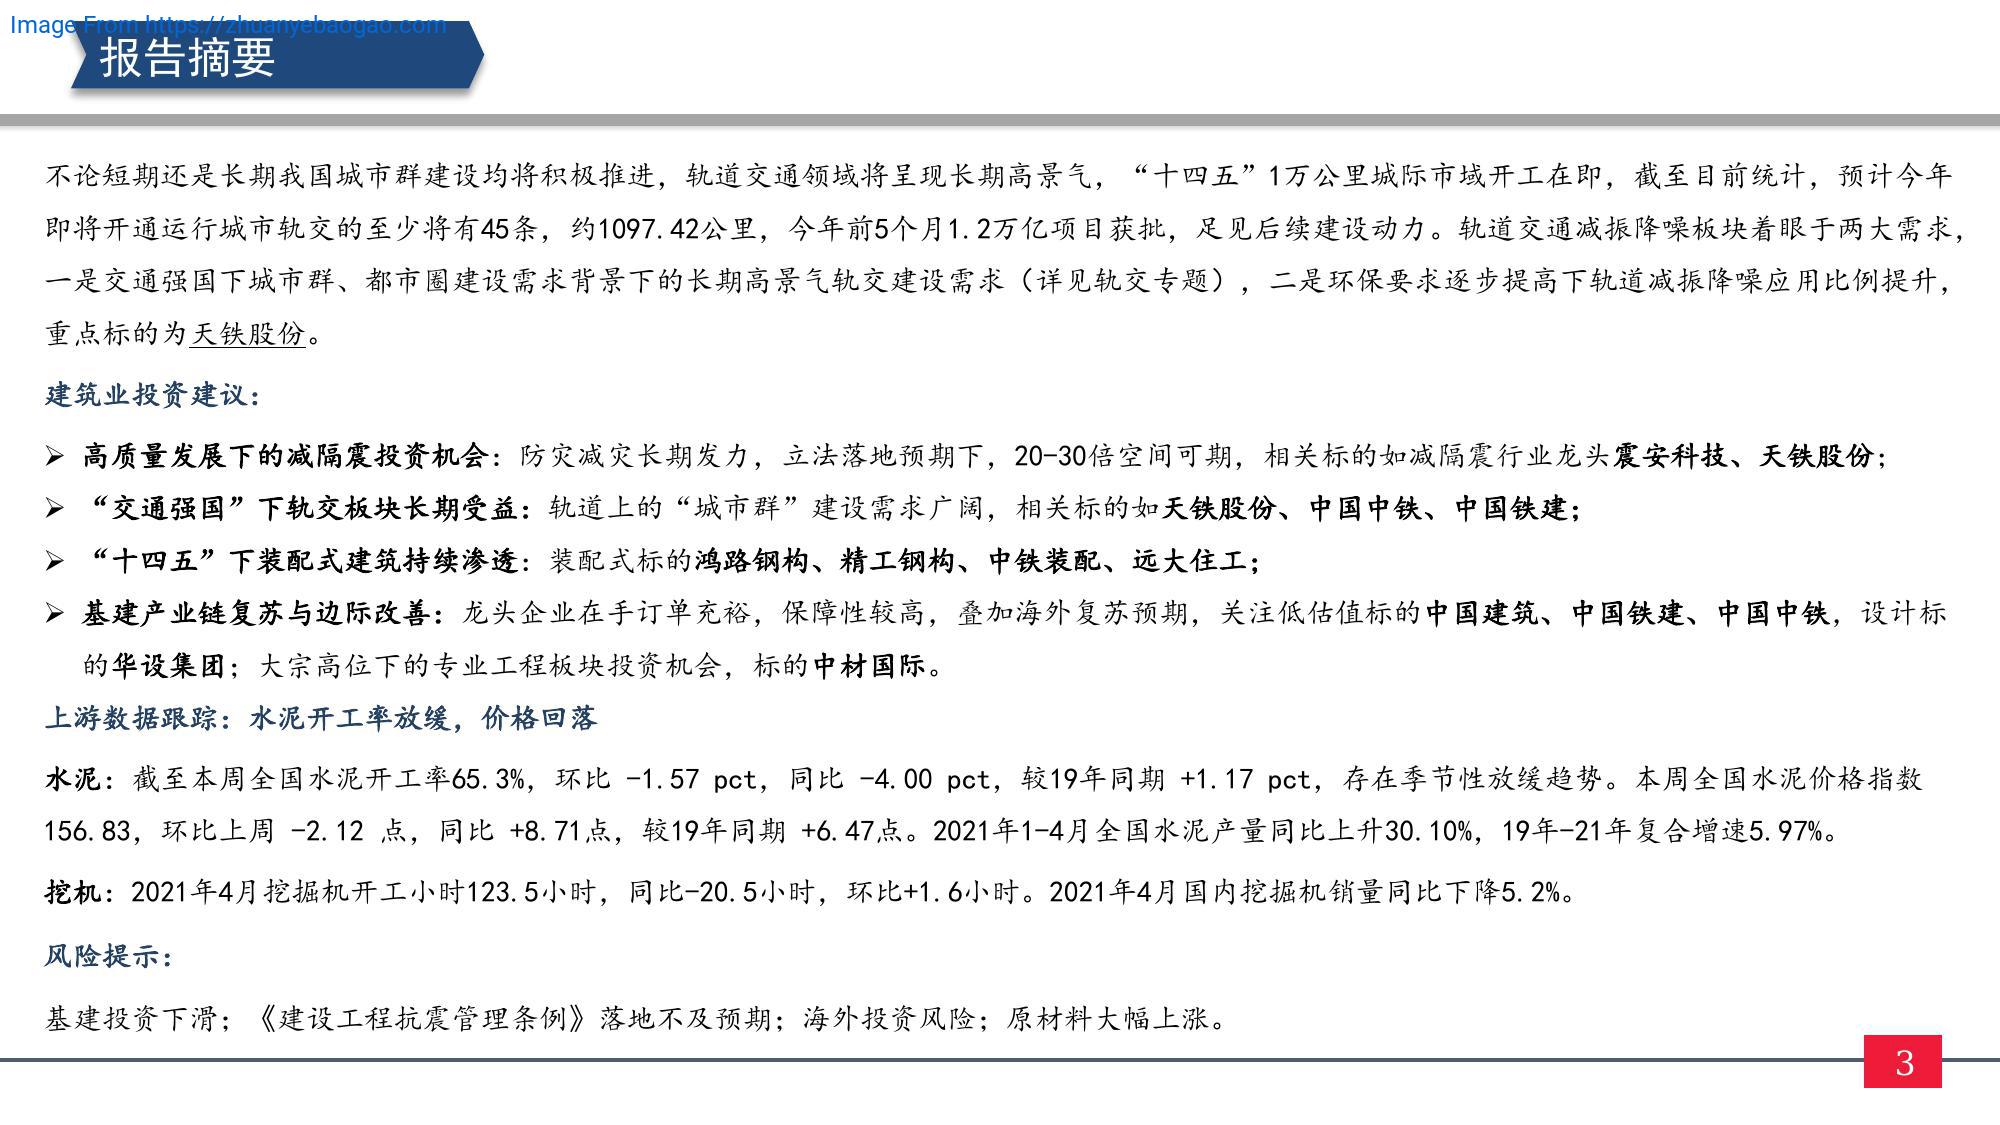 Image From https://zhuanyebaogao.com
报告摘要
不论短期还是长期我国城市群建设均将积极推进，轨道交通领域将呈现长期高景气，“十四五”1万公里城际市域开工在即，截至目前统计，预计今年
即将开通运行城市轨交的至少将有45条，约1097.42公里，今年前5个月1.2万亿项目获批，足见后续建设动力。轨道交通减振降噪板块着眼于两大需求，
一是交通强国下城市群、都市圈建设需求背景下的长期高景气轨交建设需求（详见轨交专题），二是环保要求逐步提高下轨道减振降噪应用比例提升，
重点标的为天铁股份。
建筑业投资建议：
➢ 高质量发展下的减隔震投资机会：防灾减灾长期发力，立法落地预期下，20-30倍空间可期，相关标的如减隔震行业龙头震安科技、天铁股份；
➢ “交通强国”下轨交板块长期受益：轨道上的“城市群”建设需求广阔，相关标的如天铁股份、中国中铁、中国铁建；
➢ “十四五”下装配式建筑持续渗透：装配式标的鸿路钢构、精工钢构、中铁装配、远大住工；
➢ 基建产业链复苏与边际改善：龙头企业在手订单充裕，保障性较高，叠加海外复苏预期，关注低估值标的中国建筑、中国铁建、中国中铁，设计标
的华设集团；大宗高位下的专业工程板块投资机会，标的中材国际。
上游数据跟踪：水泥开工率放缓，价格回落
水泥：截至本周全国水泥开工率65.3%，环比 -1.57 pct，同比 -4.00 pct，较19年同期 +1.17 pct，存在季节性放缓趋势。本周全国水泥价格指数
156.83，环比上周 -2.12 点，同比 +8.71点，较19年同期 +6.47点。2021年1-4月全国水泥产量同比上升30.10%，19年-21年复合增速5.97%。
挖机：2021年4月挖掘机开工小时123.5小时，同比-20.5小时，环比+1.6小时。2021年4月国内挖掘机销量同比下降5.2%。
风险提示：
基建投资下滑；《建设工程抗震管理条例》落地不及预期；海外投资风险；原材料大幅上涨。
3